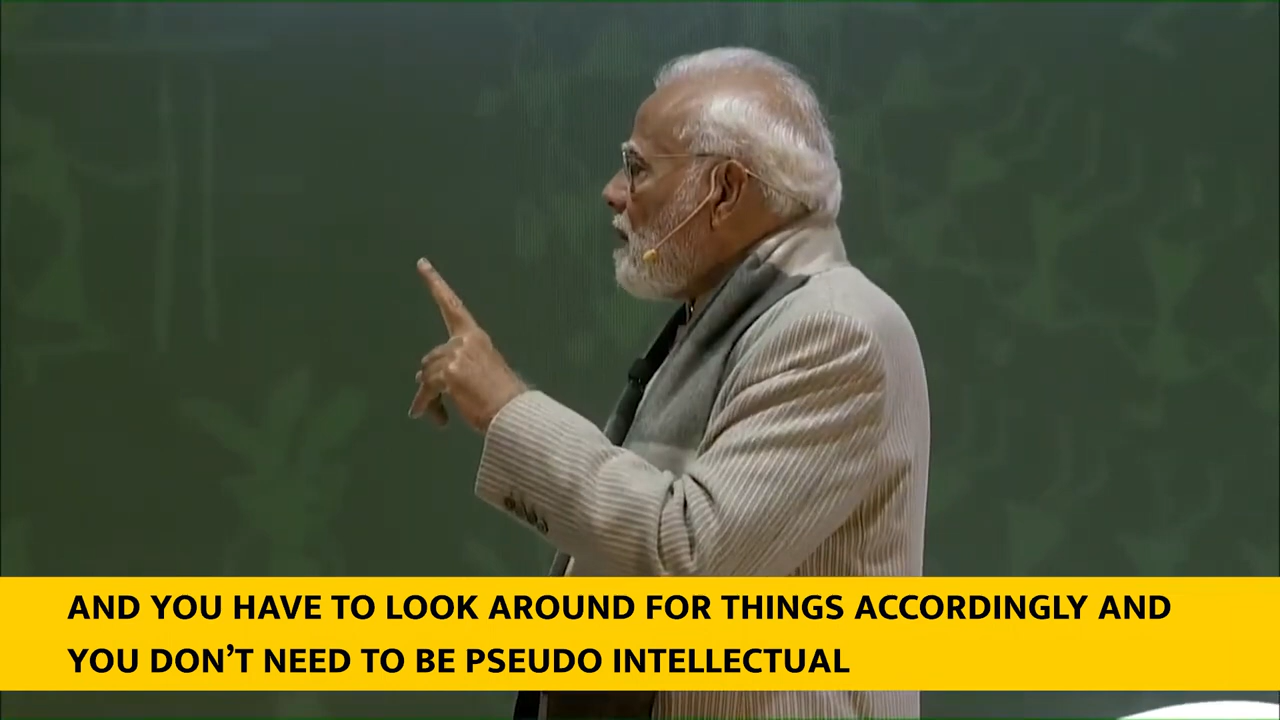 AND YOU HAVE TO LOOK AROUND FOR THINGS ACCORDINGLY AND
YOU DON'T NEED TO BE PSEUDO INTELLECTUAL